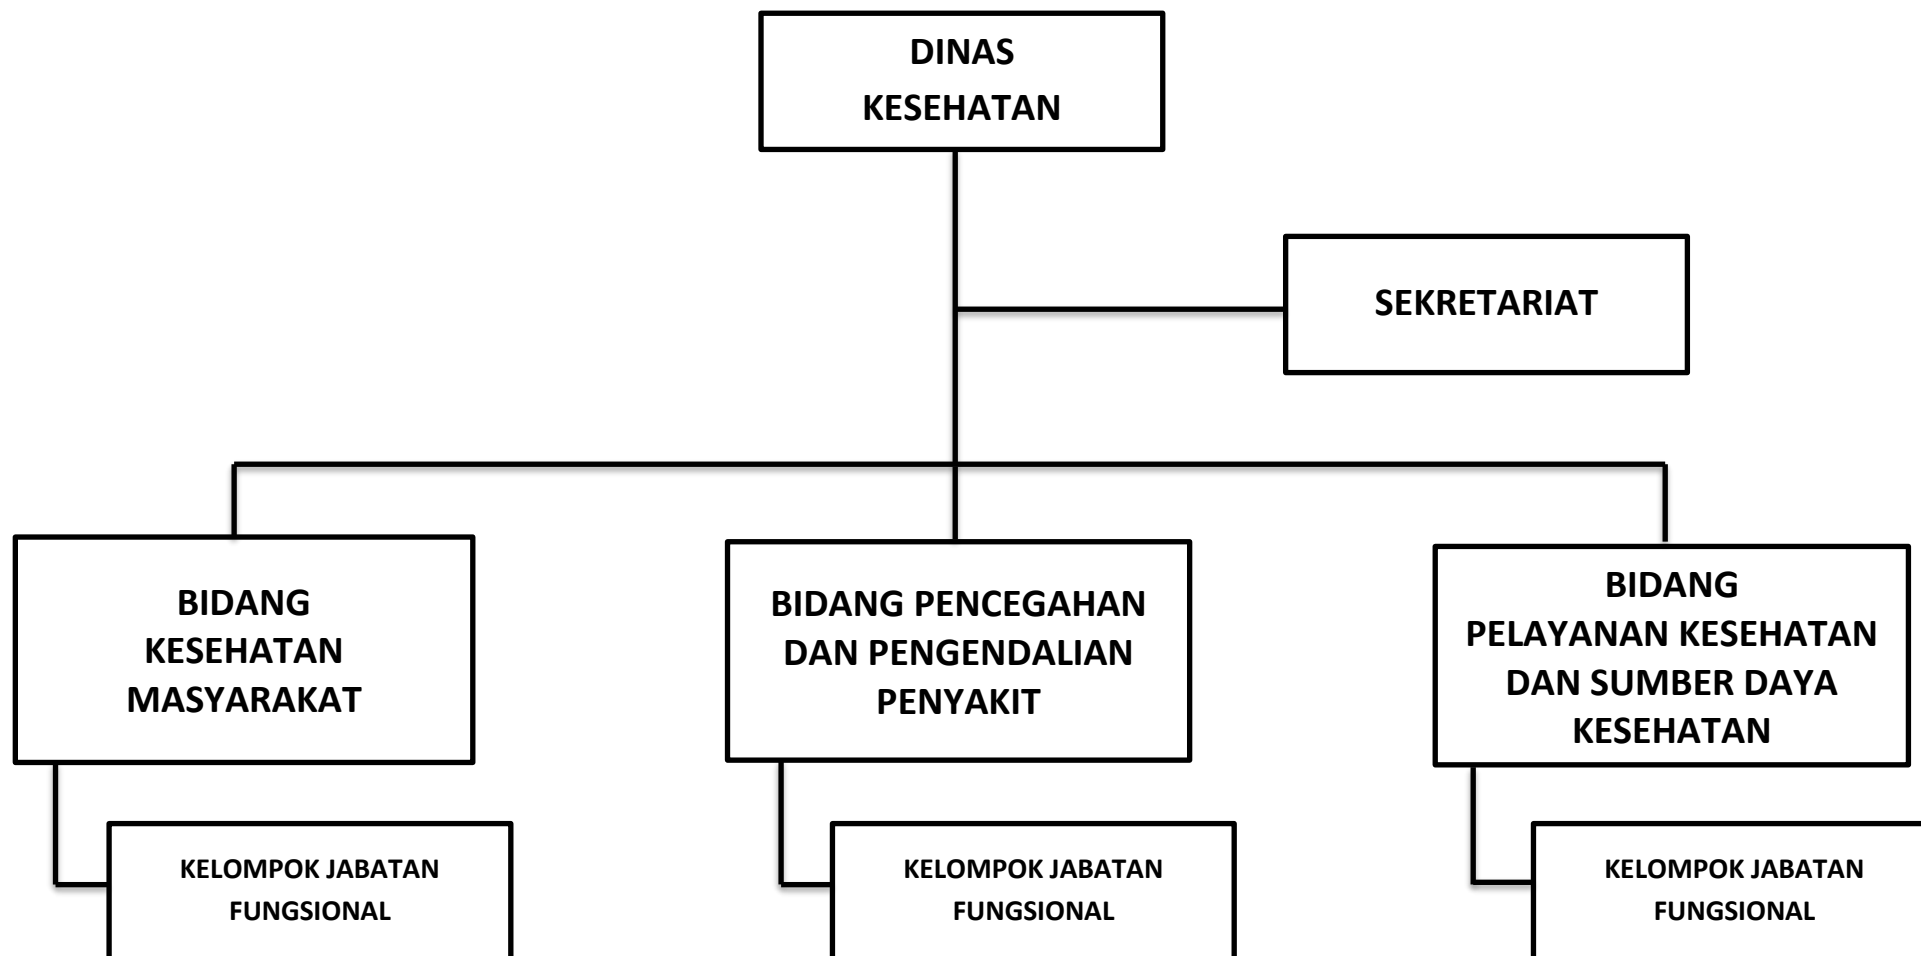 DINAS
KESEHATAN
SEKRETARIAT
BIDANG
KESEHATAN
MASYARAKAT
BIDANG PENCEGAHAN
DAN PENGENDALIAN
PENYAKIT
BIDANG
PELAYANAN KESEHATAN
DAN SUMBER DAYA
KESEHATAN
KELOMPOK JABATAN
FUNGSIONAL
KELOMPOK JABATAN
FUNGSIONAL
KELOMPOK JABATAN
FUNGSIONAL